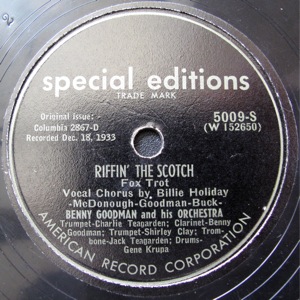 special editions
TRADE MARK
Original issue:
Columbia 2867-D
Recorded Dec. 18, 1933
5009-S
(W 152650)
RIFFIN' THE SCOTCH
Fox Trot
Vocal Chorus by Billie Holiday
-McDonough-Goodman-Buck-
BENNY GOODMAN and his ORCHESTRA
Trumpet-Charlie Teagarden; Clarinet-Benny
Goodman; Trumpet-Shirley Clay; Trom-
bone-Jack Teagarden; Drums-
Gene Krupa
AMERICAN RECORD CORPORATION